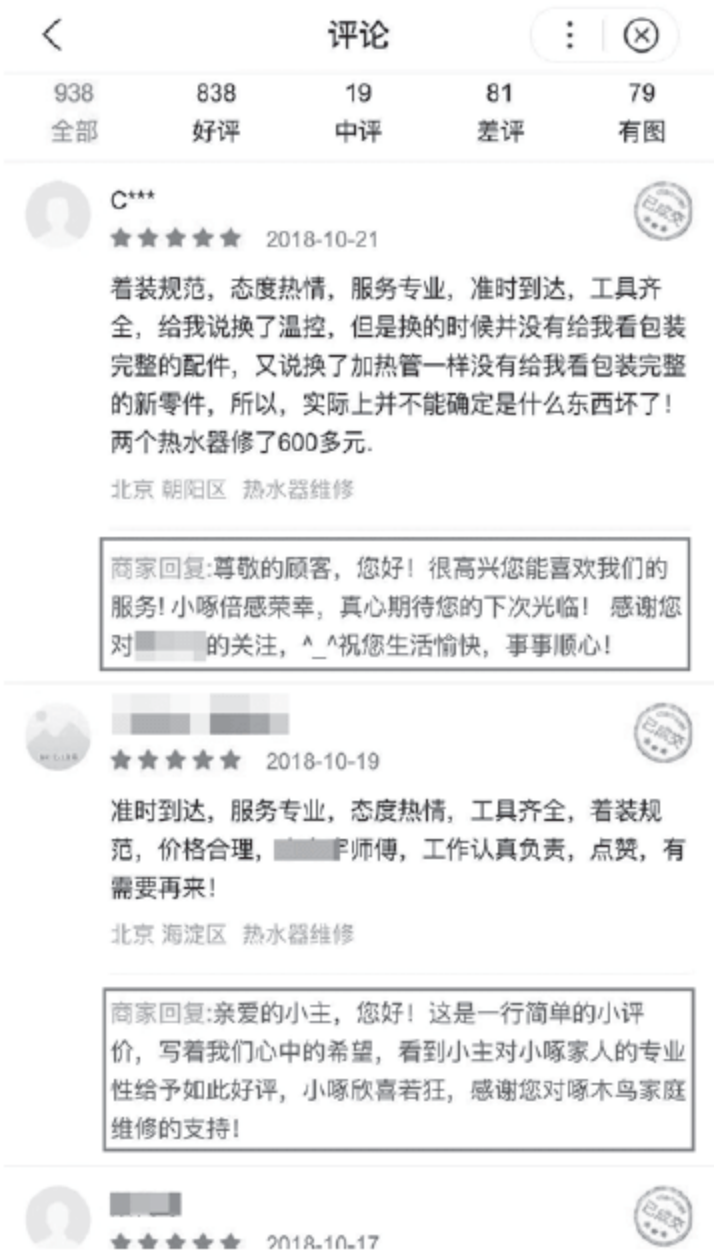 评论
938 838 19 81 79
全部 好评 中评 差评 有图
C***
已成交
2018-10-21
着装规范，态度热情，服务专业，准时到达，工具齐
全，给我说换了温控，但是换的时候并没有给我看包装
完整的配件，又说换了加热管一样没有给我看包装完整
的新零件，所以，实际上并不能确定是什么东西坏了！
两个热水器修了600多元.
北京 朝阳区 热水器维修
商家回复:尊敬的顾客，您好！很高兴您能喜欢我们的
服务! 小啄倍感荣幸，真心期待您的下次光临！ 感谢您
对的关注，^_^祝您生活愉快，事事顺心！
已成交
2018-10-19
准时到达，服务专业，态度热情，工具齐全，着装规
范，价格合理，师傅，工作认真负责，点赞，有
需要再来！
北京 海淀区 热水器维修
商家回复:亲爱的小主，您好！这是一行简单的小评
价，写着我们心中的希望，看到小主对小啄家人的专业
性给予如此好评，小啄欣喜若狂，感谢您对啄木鸟家庭
维修的支持！
已成交
2018-10-17